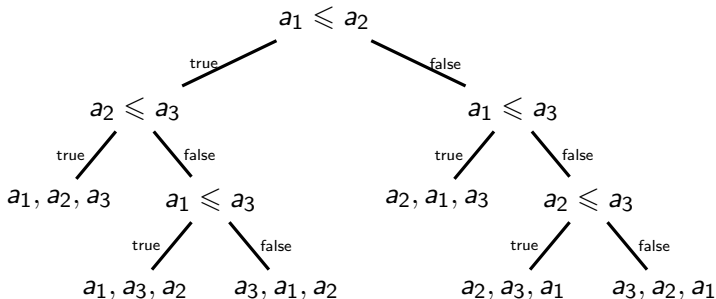 a₁ ⩽ a₂
true false
a₂ ⩽ a₃ a₁ ⩽ a₃
true false true false
a₁, a₂, a₃ a₁ ⩽ a₃ a₂, a₁, a₃ a₂ ⩽ a₃
true false true false
a₁, a₃, a₂ a₃, a₁, a₂ a₂, a₃, a₁ a₃, a₂, a₁